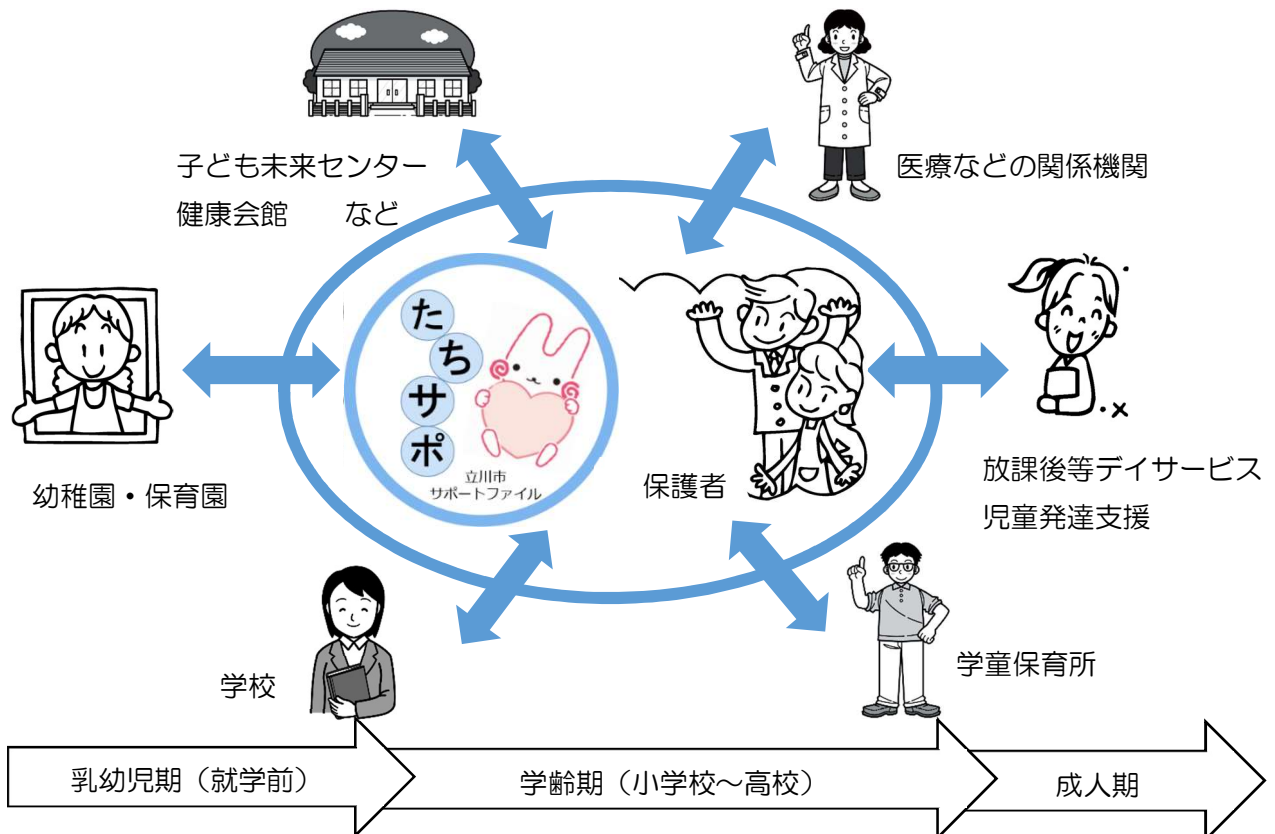 子ども未来センター
健康会館　　など
医療などの関係機関
た
ち
サ
ポ
立川市
サポートファイル
保護者
幼稚園・保育園
放課後等デイサービス
児童発達支援
学校
学童保育所
乳幼児期（就学前）
学齢期（小学校～高校）
成人期